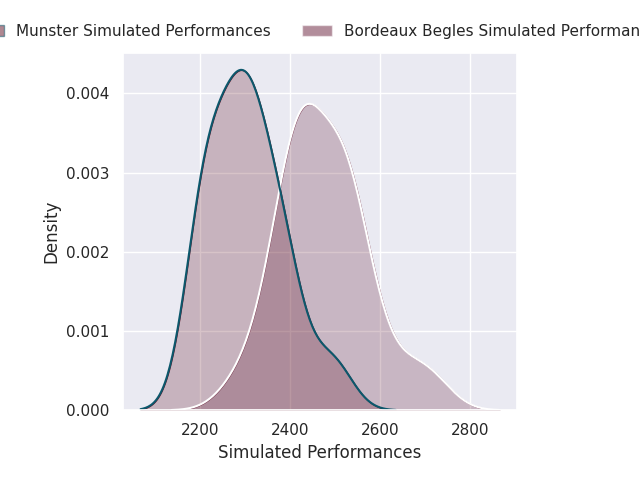 Munster Simulated Performances Bordeaux Begles Simulated Performan
0.004
0.003
0.002
0.001
0.000
Density
2200 2400 2600 2800
Simulated Performances